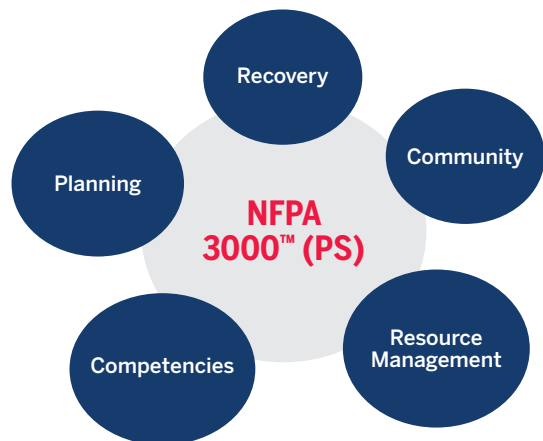 Recovery
Community
Planning
NFPA
3000™ (PS)
Resource
Management
Competencies